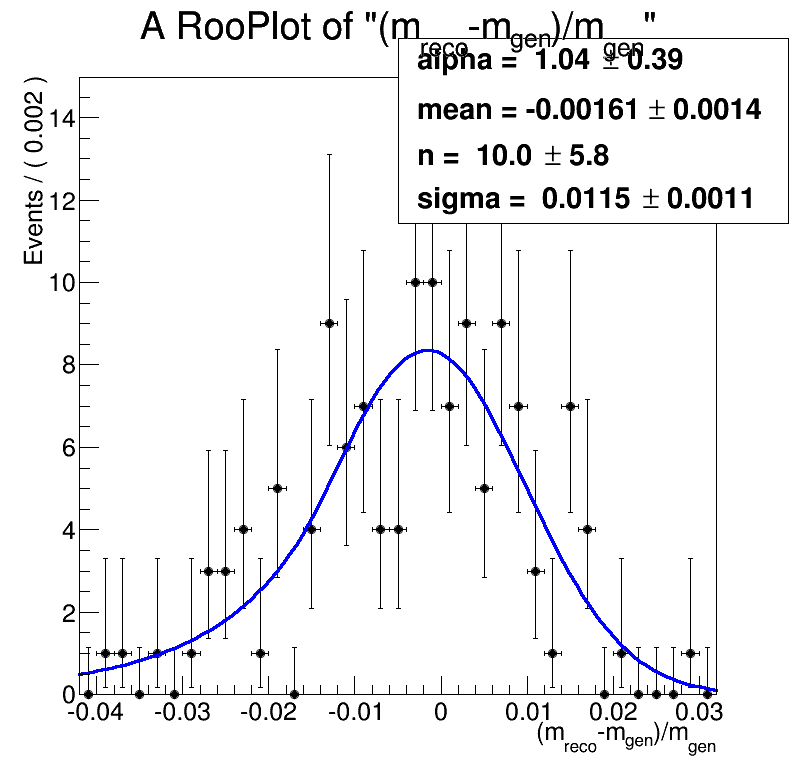 A RooPlot of "(m_reco-m_gen)/m_gen"
alpha = 1.04 ± 0.39
mean = -0.00161 ± 0.0014
n = 10.0 ± 5.8
sigma = 0.0115 ± 0.0011
Events / ( 0.002 )
14
12
10
8
6
4
2
0
-0.04 -0.03 -0.02 -0.01 0 0.01 0.02 0.03
(m_reco-m_gen)/m_gen